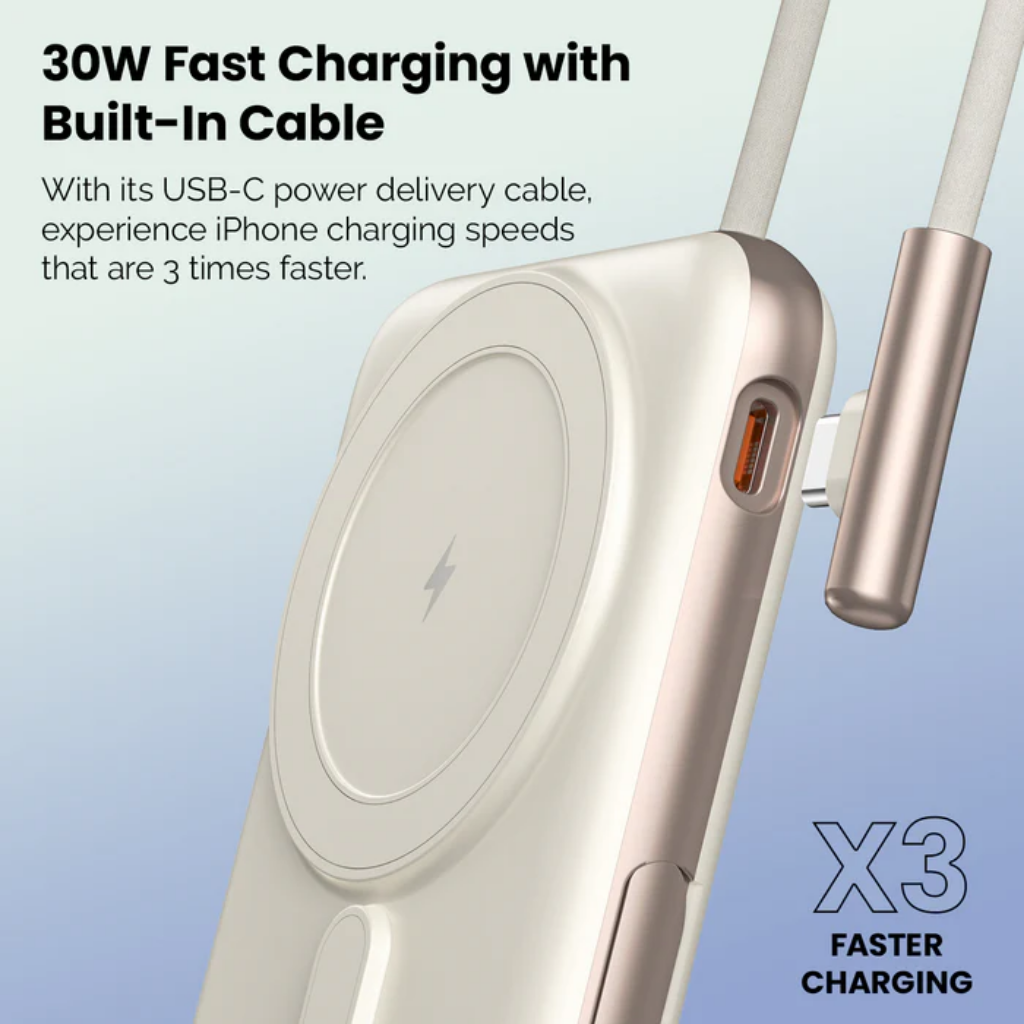 30W Fast Charging with
Built-In Cable
With its USB-C power delivery cable,
experience iPhone charging speeds
that are 3 times faster.
X3
FASTER
CHARGING